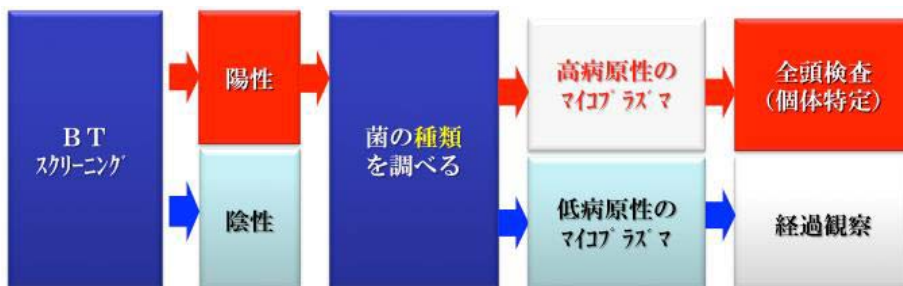 BT
ｽｸﾘｰﾆﾝｸﾞ
陽性
陰性
菌の種類
を調べる
高病原性の
ﾏｲｺﾌﾟﾗｽﾞﾏ
低病原性の
ﾏｲｺﾌﾟﾗｽﾞﾏ
全頭検査
（個体特定）
経過観察